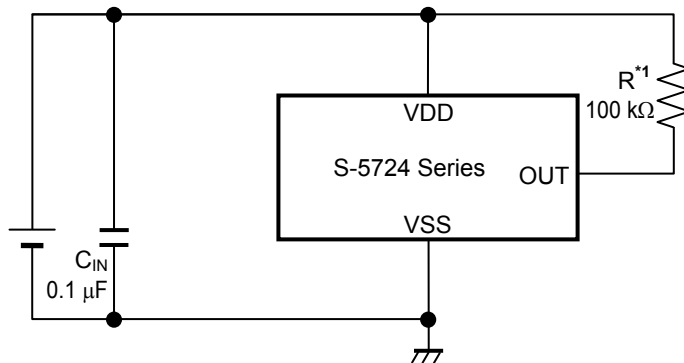 R*1
100 kΩ
VDD
S-5724 Series
OUT
VSS
CIN
0.1 μF